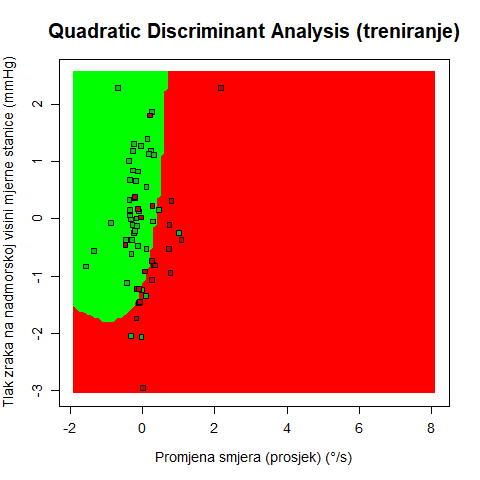 Quadratic Discriminant Analysis (treniranje)
Tlak zraka na nadmorskoj visini mjerne stanice (mmHg)
2
1
0
-1
-2
-3
-2 0 2 4 6 8
Promjena smjera (prosjek) (°/s)